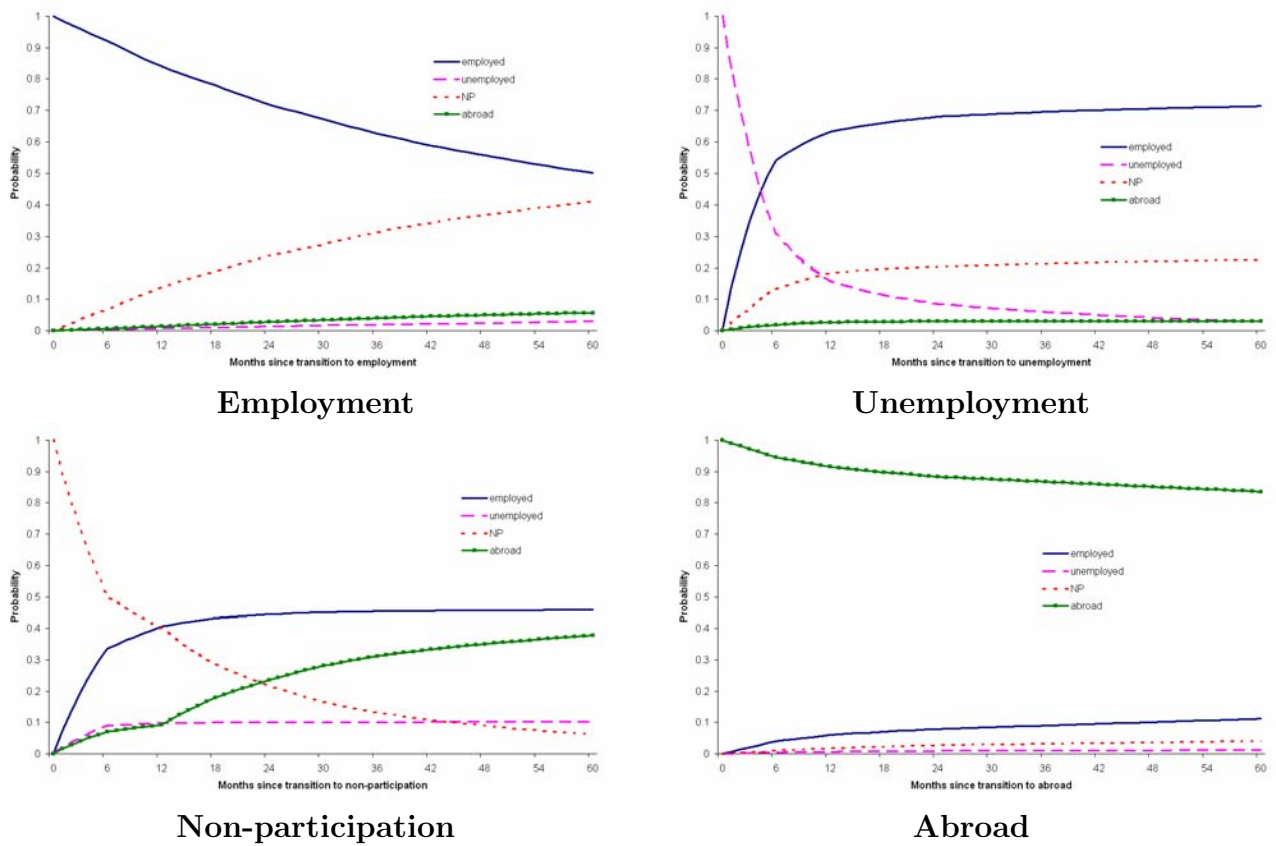 1
0.9
0.8
0.7
0.6
0.5
0.4
0.3
0.2
0.1
0
Probability
employed
unemployed
NP
abroad
0 6 12 18 24 30 36 42 48 54 60
Months since transition to employment
Employment
1
0.9
0.8
0.7
0.6
0.5
0.4
0.3
0.2
0.1
0
Probability
employed
unemployed
NP
abroad
0 6 12 18 24 30 36 42 48 54 60
Months since transition to unemployment
Unemployment
1
0.9
0.8
0.7
0.6
0.5
0.4
0.3
0.2
0.1
0
Probability
employed
unemployed
NP
abroad
0 6 12 18 24 30 36 42 48 54 60
Months since transition to non-participation
Non-participation
1
0.9
0.8
0.7
0.6
0.5
0.4
0.3
0.2
0.1
0
Probability
employed
unemployed
NP
abroad
0 6 12 18 24 30 36 42 48 54 60
Months since transition to abroad
Abroad